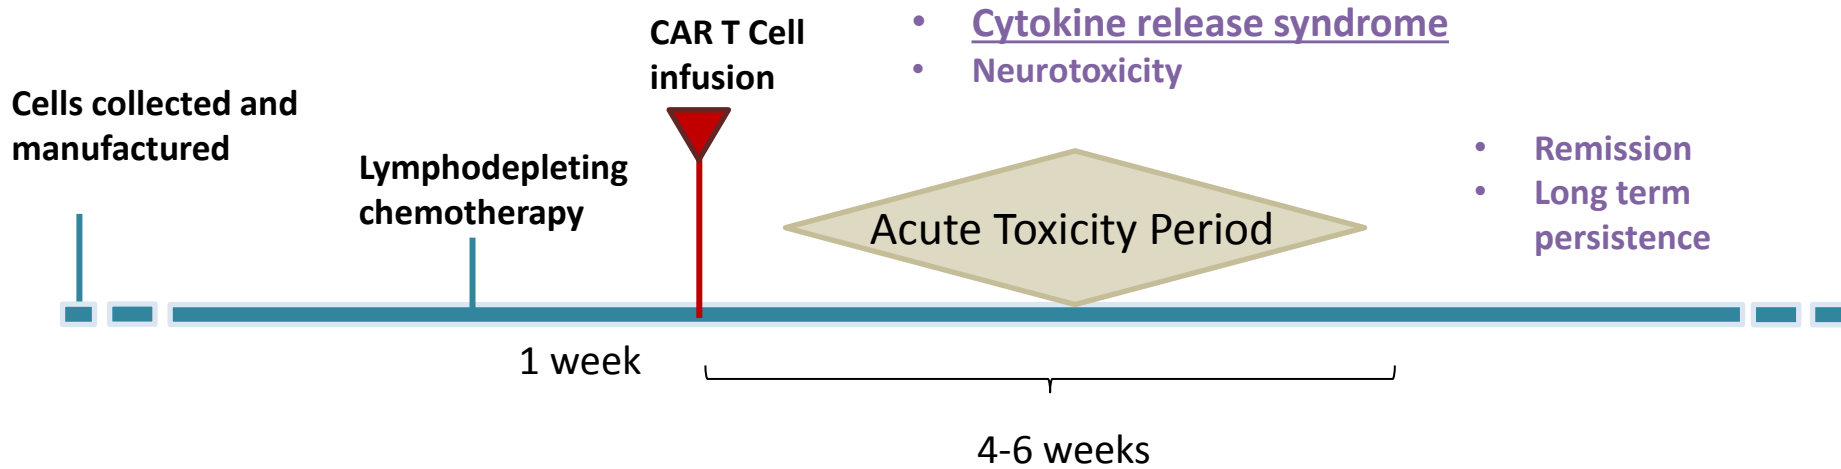 Cells collected and
manufactured
Lymphodepleting
chemotherapy
CAR T Cell
infusion
• Cytokine release syndrome
• Neurotoxicity
Acute Toxicity Period
• Remission
• Long term
persistence
1 week
4-6 weeks